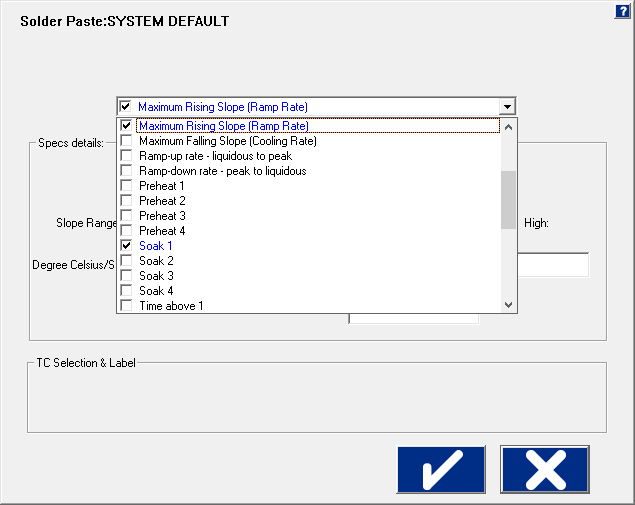 Solder Paste:SYSTEM DEFAULT
?
Maximum Rising Slope (Ramp Rate)
Maximum Rising Slope (Ramp Rate)
Specs details:
Maximum Falling Slope (Cooling Rate)
Ramp-up rate - liquidous to peak
Ramp-down rate - peak to liquidous
Preheat 1
Preheat 2
Preheat 3
Slope Range
High:
Preheat 4
Soak 1
Soak 2
Degree Celsius/S
Soak 3
Soak 4
Time above 1
TC Selection & Label